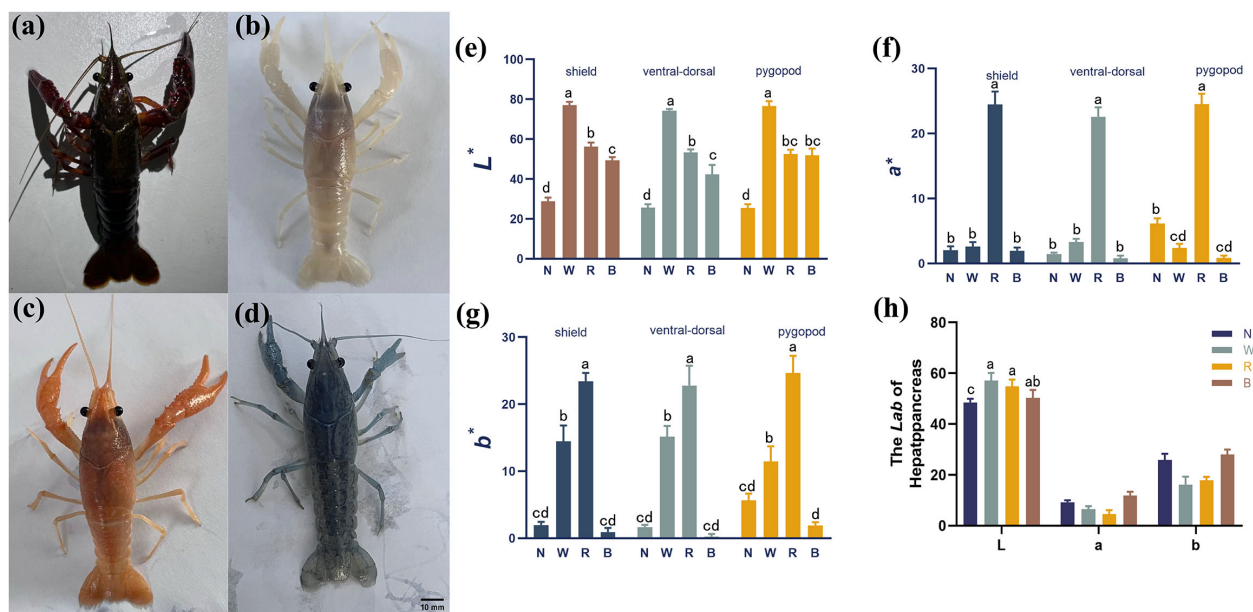 (a)
(b)
(c)
(d)
10 mm
(e)
L*
100
80
60
40
20
0
shield
ventral-dorsal
pygopod
d a b c
d a b c
d a bc bc
N W R B
N W R B
N W R B
(f)
a*
30
20
10
0
shield
ventral-dorsal
pygopod
b b a b
b b a b
b cd a cd
N W R B
N W R B
N W R B
(g)
b*
30
20
10
0
shield
ventral-dorsal
pygopod
cd b a cd
cd b a cd
cd b a d
N W R B
N W R B
N W R B
(h)
The Lab of
Hepatppancreas
80
60
40
20
0
c a a ab
L a b
N
W
R
B